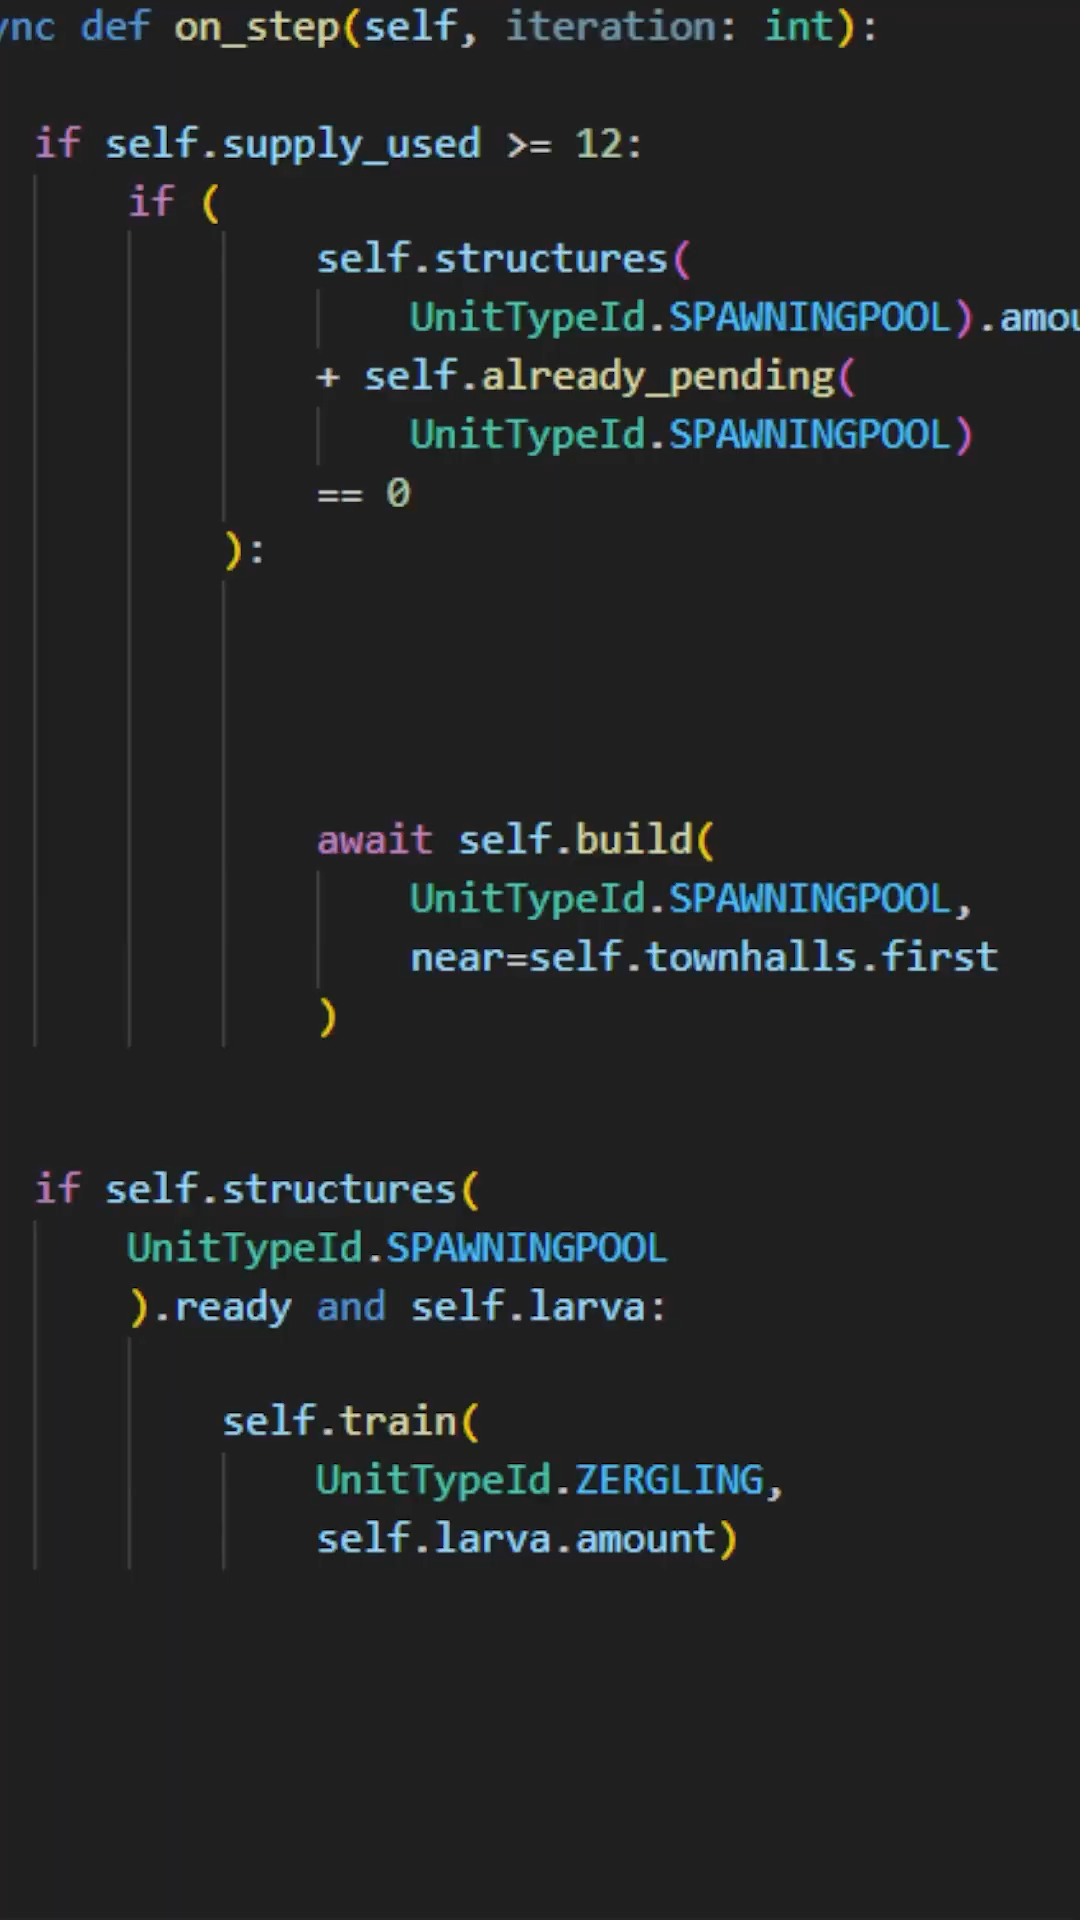 ync def on_step(self, iteration: int):
if self.supply_used >= 12:
if (
self.structures(
UnitTypeId.SPAWNINGPOOL).amou
+ self.already_pending(
UnitTypeId.SPAWNINGPOOL)
== 0
):
await self.build(
UnitTypeId.SPAWNINGPOOL,
near=self.townhalls.first
)
if self.structures(
UnitTypeId.SPAWNINGPOOL
).ready and self.larva:
self.train(
UnitTypeId.ZERGLING,
self.larva.amount)